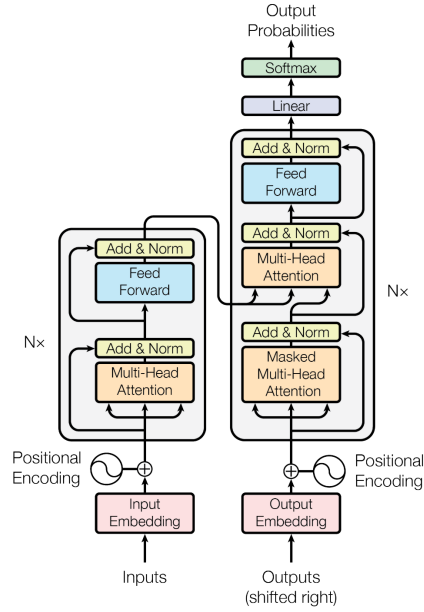 Output
Probabilities
Softmax
Linear
Add & Norm
Feed
Forward
Add & Norm
Multi-Head
Attention
Add & Norm
Masked
Multi-Head
Attention
Nx
Add & Norm
Feed
Forward
Add & Norm
Multi-Head
Attention
Nx
Positional
Encoding
Positional
Encoding
Input
Embedding
Output
Embedding
Inputs
Outputs
(shifted right)